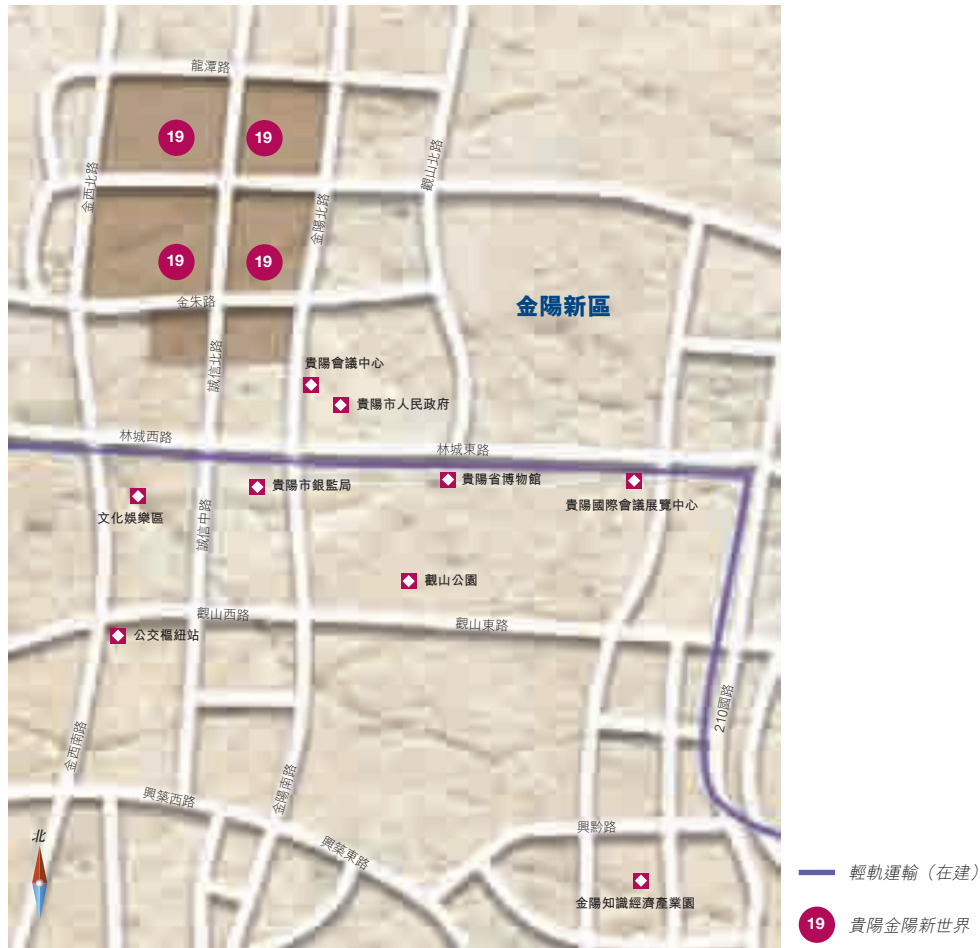 龍潭路
19
19
金西北路
金陽北路
觀山北路
19
19
金朱路
金陽新區
誠信北路
貴陽會議中心
貴陽市人民政府
林城西路
林城東路
貴陽市銀監局
貴陽省博物館
貴陽國際會議展覽中心
文化娛樂區
誠信中路
觀山公園
觀山西路
觀山東路
公交樞紐站
210國路
金西南路
金陽南路
興築西路
興築東路
興黔路
北
金陽知識經濟產業園
輕軌運輸（在建）
19 貴陽金陽新世界